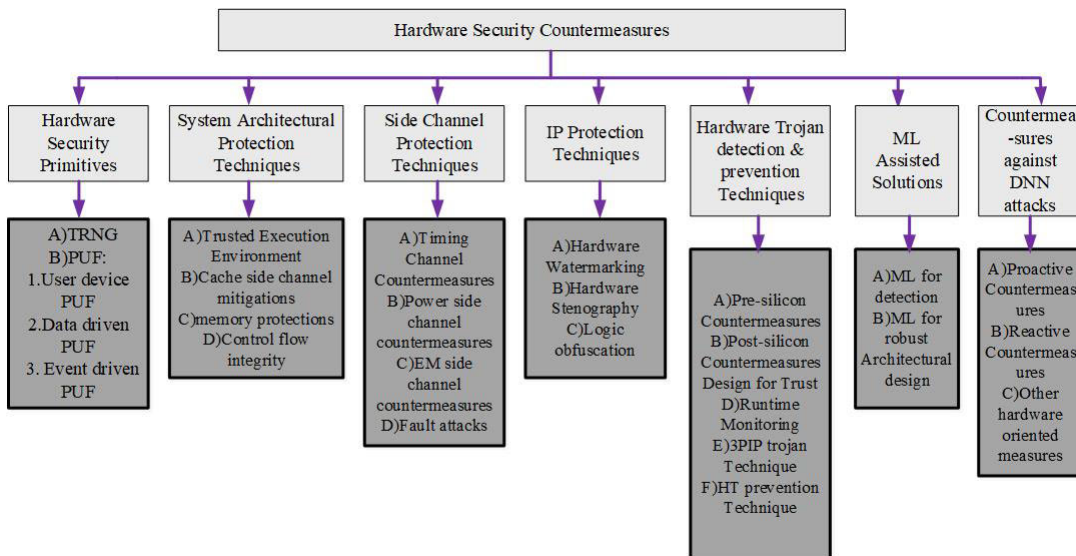 Hardware Security Countermeasures
Hardware
Security
Primitives
System Architectural
Protection
Techniques
Side Channel
Protection
Techniques
IP Protection
Techniques
Hardware Trojan
detection &
prevention
Techniques
ML
Assisted
Solutions
Countermea
-sures
against
DNN
attacks
A)TRNG
B)PUF:
1.User device
PUF
2.Data driven
PUF
3. Event driven
PUF
A)Trusted Execution
Environment
B)Cache side channel
mitigations
C)memory protections
D)Control flow
integrity
A)Timing
Channel
Countermeasures
B)Power side
channel
countermeasures
C)EM side
channel
countermeasures
D)Fault attacks
A)Hardware
Watermarking
B)Hardware
Stenography
C)Logic
obfuscation
A)Pre-silicon
Countermeasures
B)Post-silicon
Countermeasures
Design for Trust
D)Runtime
Monitoring
E)3PIP trojan
Technique
F)HT prevention
Technique
A)ML for
detection
B)ML for
robust
Architectural
design
A)Proactive
Countermeas
ures
B)Reactive
Countermeas
ures
C)Other
hardware
oriented
measures